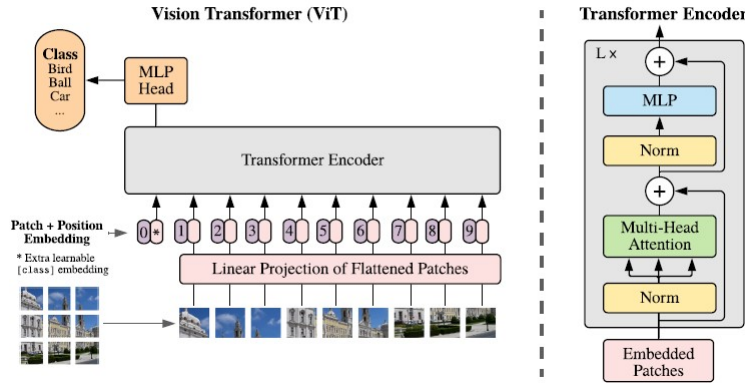 Vision Transformer (ViT)
Class
Bird
Ball
Car
...
MLP
Head
Transformer Encoder
Patch + Position
Embedding
0 * 1 2 3 4 5 6 7 8 9
* Extra learnable
[class] embedding
Linear Projection of Flattened Patches
Transformer Encoder
L ×
+
MLP
Norm
+
Multi-Head
Attention
Norm
Embedded
Patches